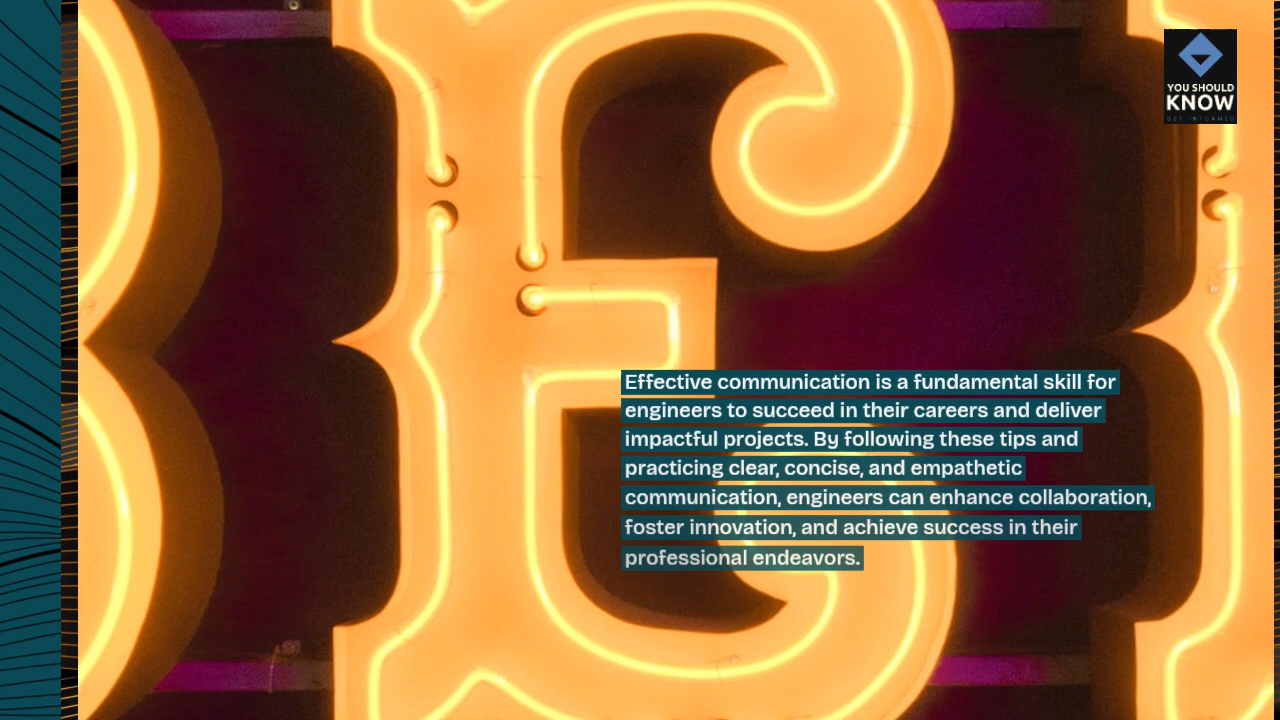 YOU SHOULD
KNOW
GET INFORMED
E
Effective communication is a fundamental skill for
engineers to succeed in their careers and deliver
impactful projects. By following these tips and
practicing clear, concise, and empathetic
communication, engineers can enhance collaboration,
foster innovation, and achieve success in their
professional endeavors.